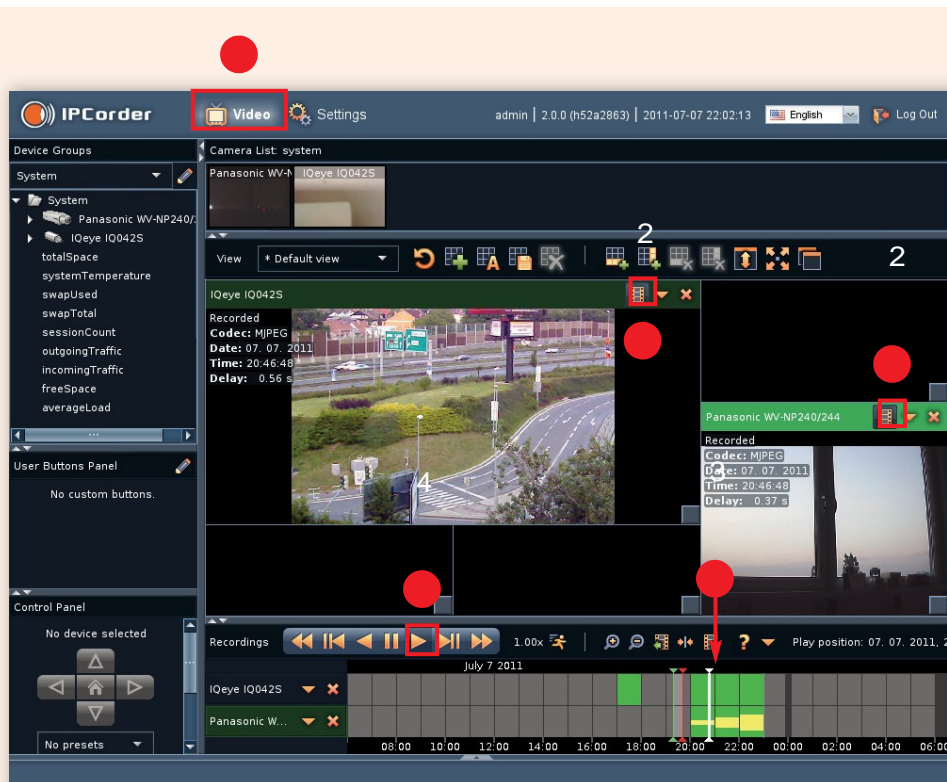 IPCorder
Video
Settings
admin | 2.0.0 (h52a2863) | 2011-07-07 22:02:13
English
Log Out
Device Groups
Camera List: system
System
Panasonic WV-N
IQeye IQ042S
System
Panasonic WV-NP240/
IQeye IQ042S
totalSpace
systemTemperature
swapUsed
swapTotal
sessionCount
outgoingTraffic
incomingTraffic
freeSpace
averageLoad
View
* Default view
2
2
IQeye IQ042S
Recorded
Codec: MJPEG
Date: 07. 07. 2011
Time: 20:46:48
Delay: 0.56 s
4
Panasonic WV-NP240/244
Recorded
Codec: MJPEG
Date: 07. 07. 2011
Time: 20:46:48
Delay: 0.37 s
3
User Buttons Panel
No custom buttons.
Control Panel
No device selected
No presets
Recordings
1.00x
?
Play position: 07. 07. 2011, 2
July 7 2011
IQeye IQ042S
Panasonic W...
08:00 10:00 12:00 14:00 16:00 18:00 20:00 22:00 00:00 02:00 04:00 06:00